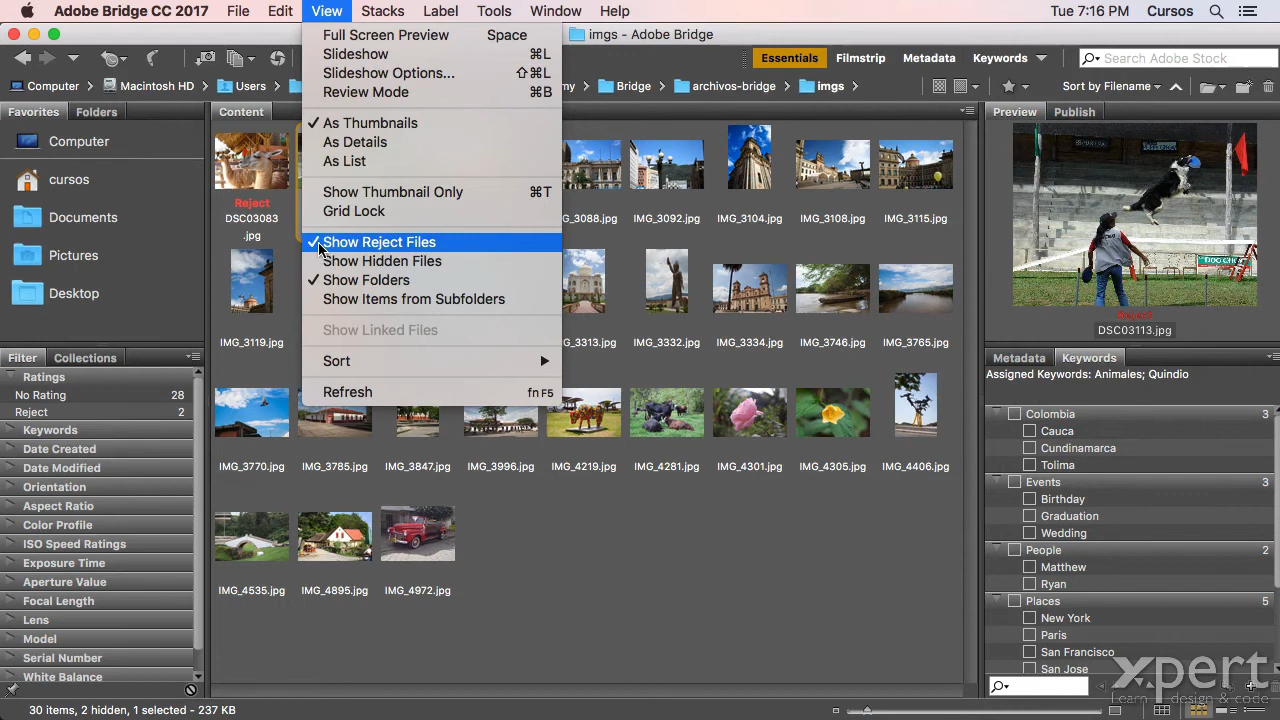 Adobe Bridge CC 2017 File Edit View Stacks Label Tools Window Help Tue 7:16 PM Cursos
imgs - Adobe Bridge
Essentials Filmstrip Metadata Keywords Search Adobe Stock
Computer Macintosh HD Users my Bridge archivos-bridge imgs Sort by Filename
Favorites Folders
Computer
cursos
Documents
Pictures
Desktop
Filter Collections
Ratings
No Rating 28
Reject 2
Keywords
Date Created
Date Modified
Orientation
Aspect Ratio
Color Profile
ISO Speed Ratings
Exposure Time
Aperture Value
Focal Length
Lens
Model
Serial Number
White Balance
Full Screen Preview Space
Slideshow ⌘L
Slideshow Options... ⇧⌘L
Review Mode ⌘B
✓ As Thumbnails
As Details
As List
Show Thumbnail Only ⌘T
Grid Lock
✓ Show Reject Files
Show Hidden Files
✓ Show Folders
Show Items from Subfolders
Show Linked Files
Sort
Refresh fn F5
Content
Reject
DSC03083
.jpg
3088.jpg IMG_3092.jpg IMG_3104.jpg IMG_3108.jpg IMG_3115.jpg
IMG_3119.jpg 3313.jpg IMG_3332.jpg IMG_3334.jpg IMG_3746.jpg IMG_3765.jpg
IMG_3770.jpg IMG_3785.jpg IMG_3847.jpg IMG_3996.jpg IMG_4219.jpg IMG_4281.jpg IMG_4301.jpg IMG_4305.jpg IMG_4406.jpg
IMG_4535.jpg IMG_4895.jpg IMG_4972.jpg
Preview Publish
DOG CHOW
Reject
DSC03113.jpg
Metadata Keywords
Assigned Keywords: Animales; Quindio
Colombia 3
Cauca
Cundinamarca
Tolima
Events 3
Birthday
Graduation
Wedding
People 2
Matthew
Ryan
Places 5
New York
Paris
San Francisco
San Jose
xpert
Learn design & code
30 items, 2 hidden, 1 selected - 237 KB